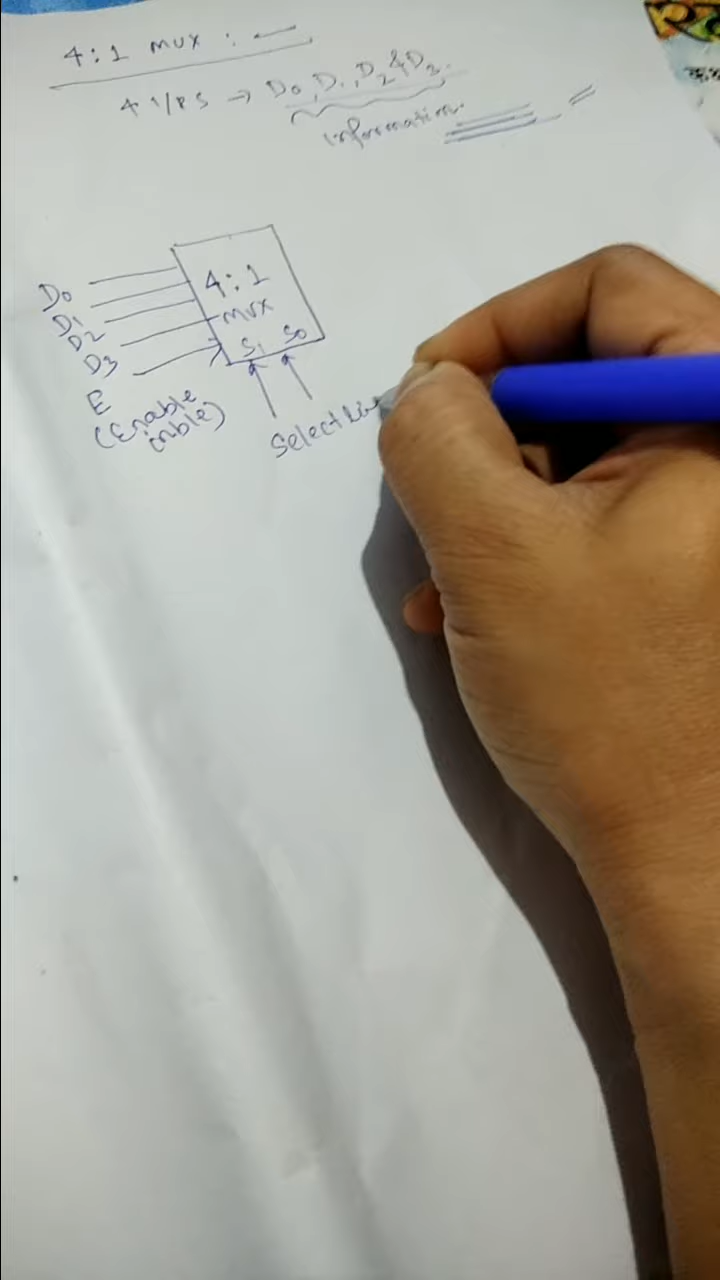 4:1 MUX : —
4 I/PS → D0, D1, D2 & D3.
information.
D0
D1
D2
D3
E
(Enable
4:1
MUX
S1 S0
Select